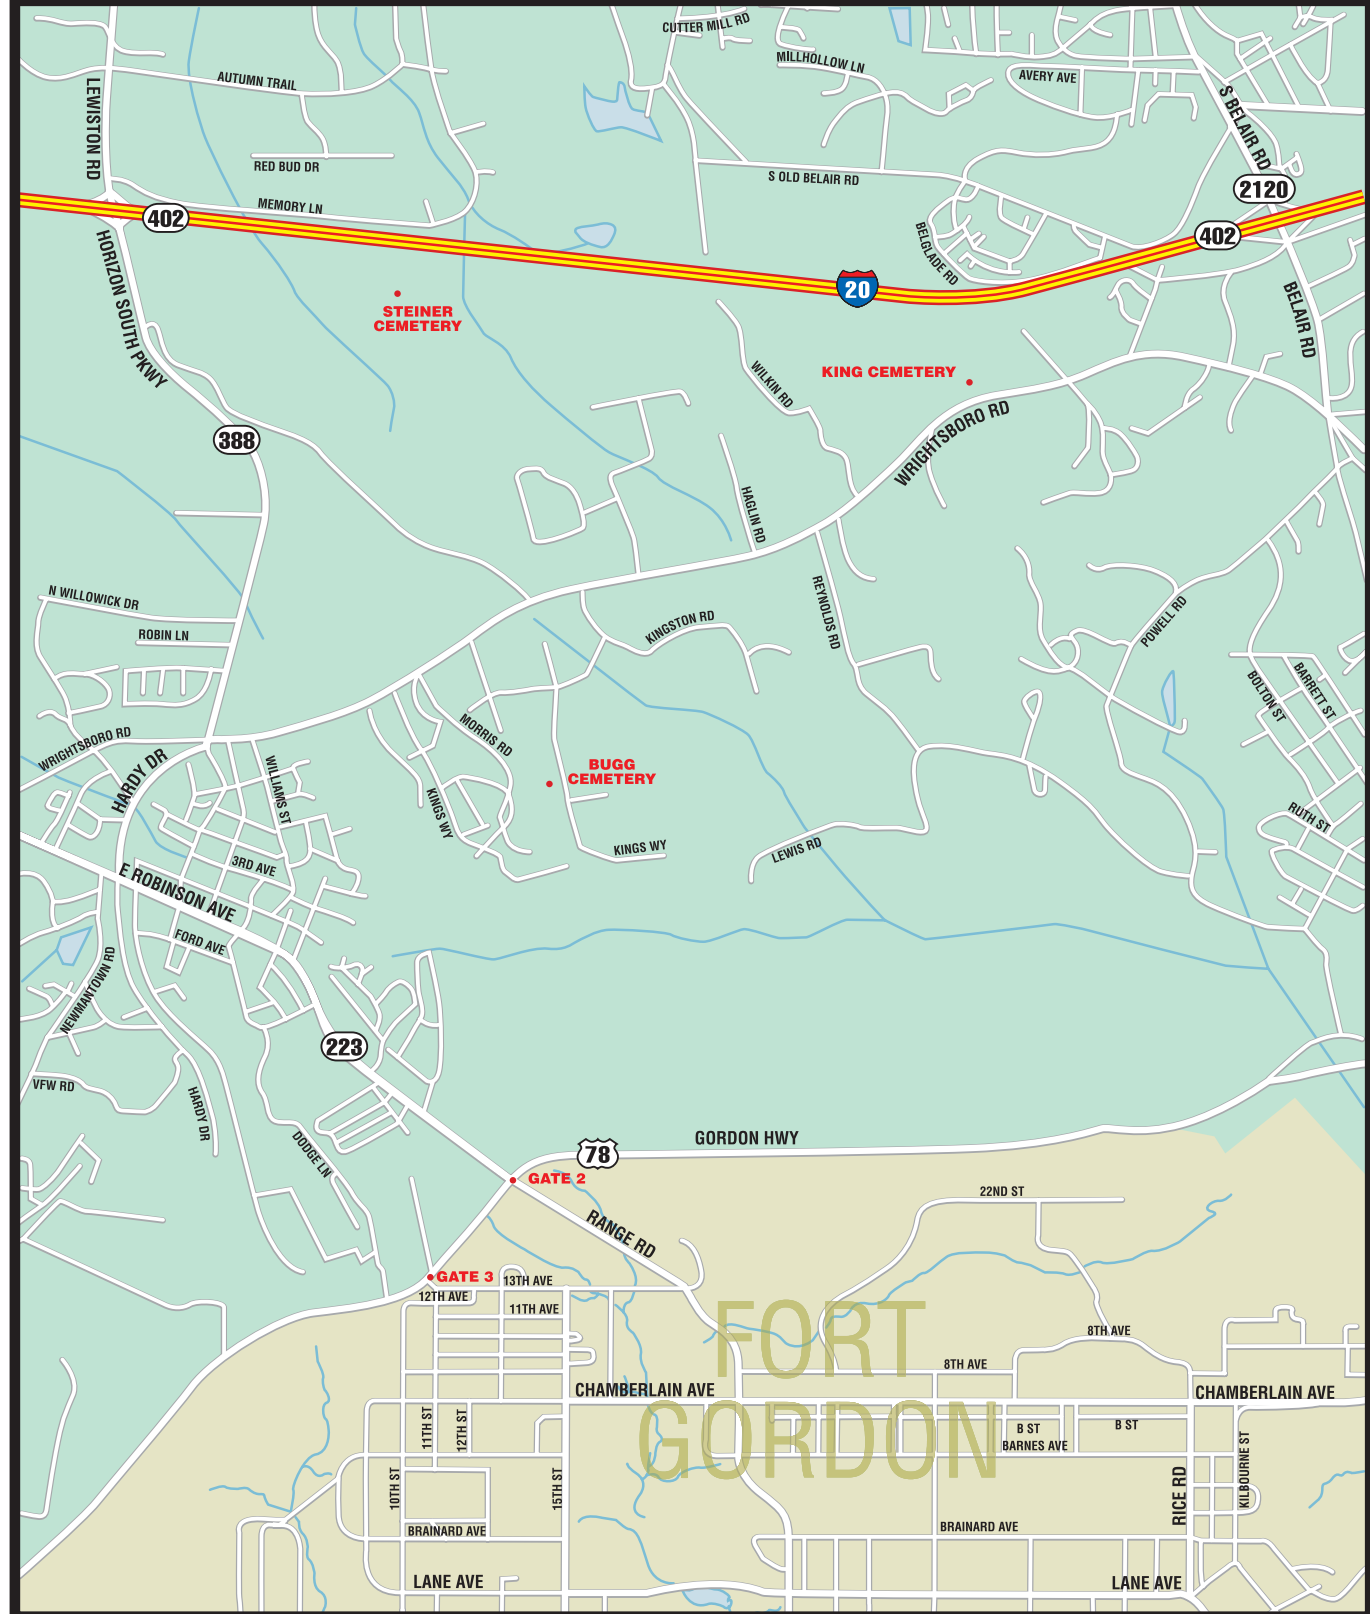 CUTTER MILL RD
MILLHOLLOW LN
AVERY AVE
AUTUMN TRAIL
LEWISTON RD
S BELAIR RD
RED BUD DR
S OLD BELAIR RD
2120
MEMORY LN
402
402
BELGLADE RD
HORIZON SOUTH PKWY
20
STEINER
CEMETERY
BELAIR RD
KING CEMETERY
WILKIN RD
WRIGHTSBORO RD
388
HAGLIN RD
N WILLOWICK DR
ROBIN LN
REYNOLDS RD
KINGSTON RD
POWELL RD
BOLTON ST
BARRETT ST
WRIGHTSBORO RD
HARDY DR
MORRIS RD
BUGG
CEMETERY
WILLIAMS ST
KINGS WY
KINGS WY
LEWIS RD
RUTH ST
3RD AVE
E ROBINSON AVE
FORD AVE
NEWMANTOWN RD
223
VFW RD
HARDY DR
DODGE LN
GORDON HWY
78
GATE 2
22ND ST
RANGE RD
GATE 3
13TH AVE
12TH AVE
11TH AVE
FORT
GORDON
8TH AVE
8TH AVE
CHAMBERLAIN AVE
CHAMBERLAIN AVE
11TH ST
12TH ST
B ST
B ST
BARNES AVE
10TH ST
15TH ST
RICE RD
KILBOURNE ST
BRAINARD AVE
BRAINARD AVE
LANE AVE
LANE AVE